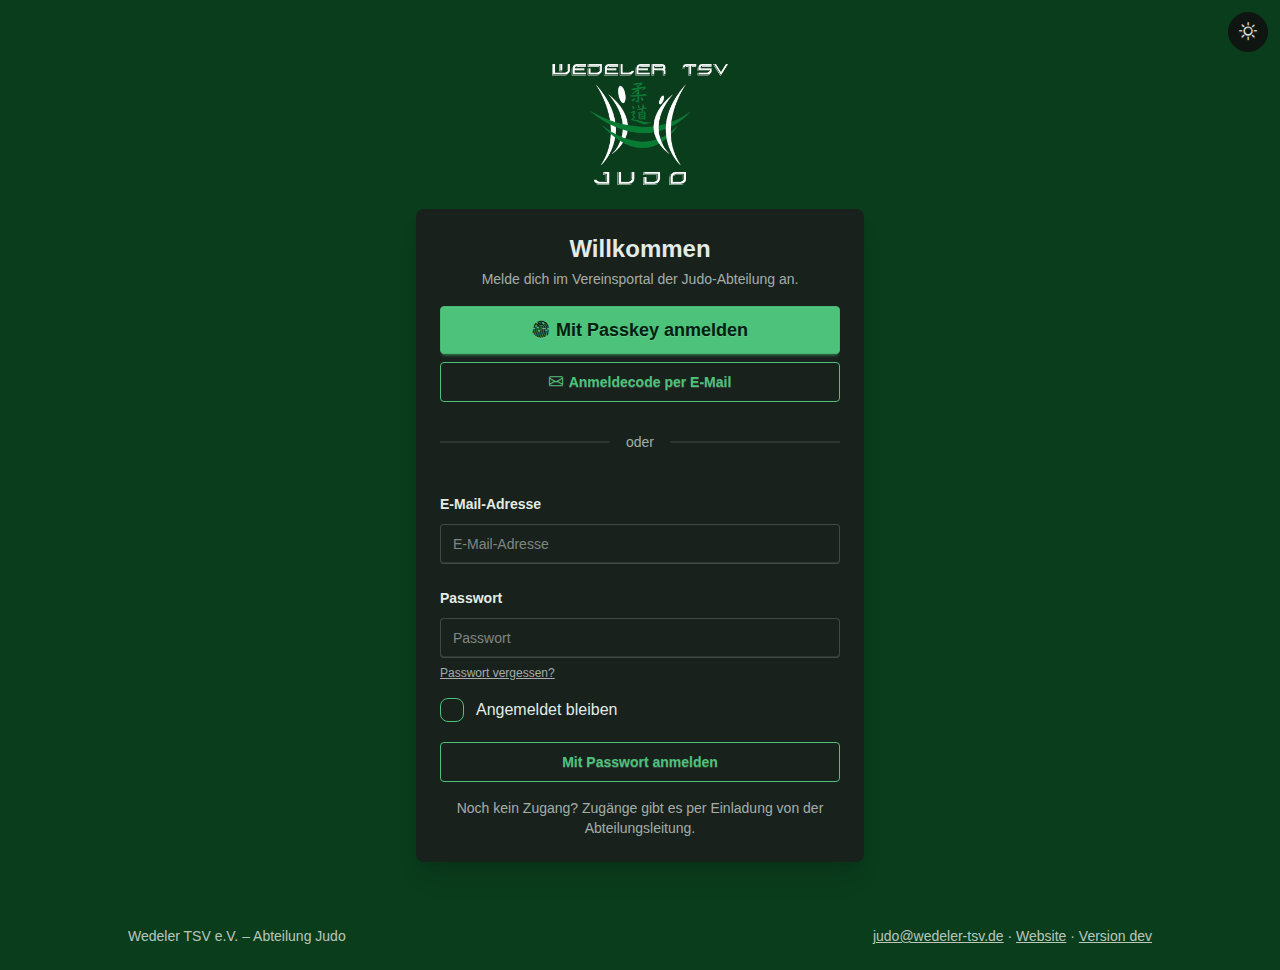 WEDELER TSV
柔
道
JUDO
Willkommen
Melde dich im Vereinsportal der Judo-Abteilung an.
Mit Passkey anmelden
Anmeldecode per E-Mail
oder
E-Mail-Adresse
E-Mail-Adresse
Passwort
Passwort
Passwort vergessen?
Angemeldet bleiben
Mit Passwort anmelden
Noch kein Zugang? Zugänge gibt es per Einladung von der
Abteilungsleitung.
Wedeler TSV e.V. – Abteilung Judo
judo@wedeler-tsv.de · Website · Version dev